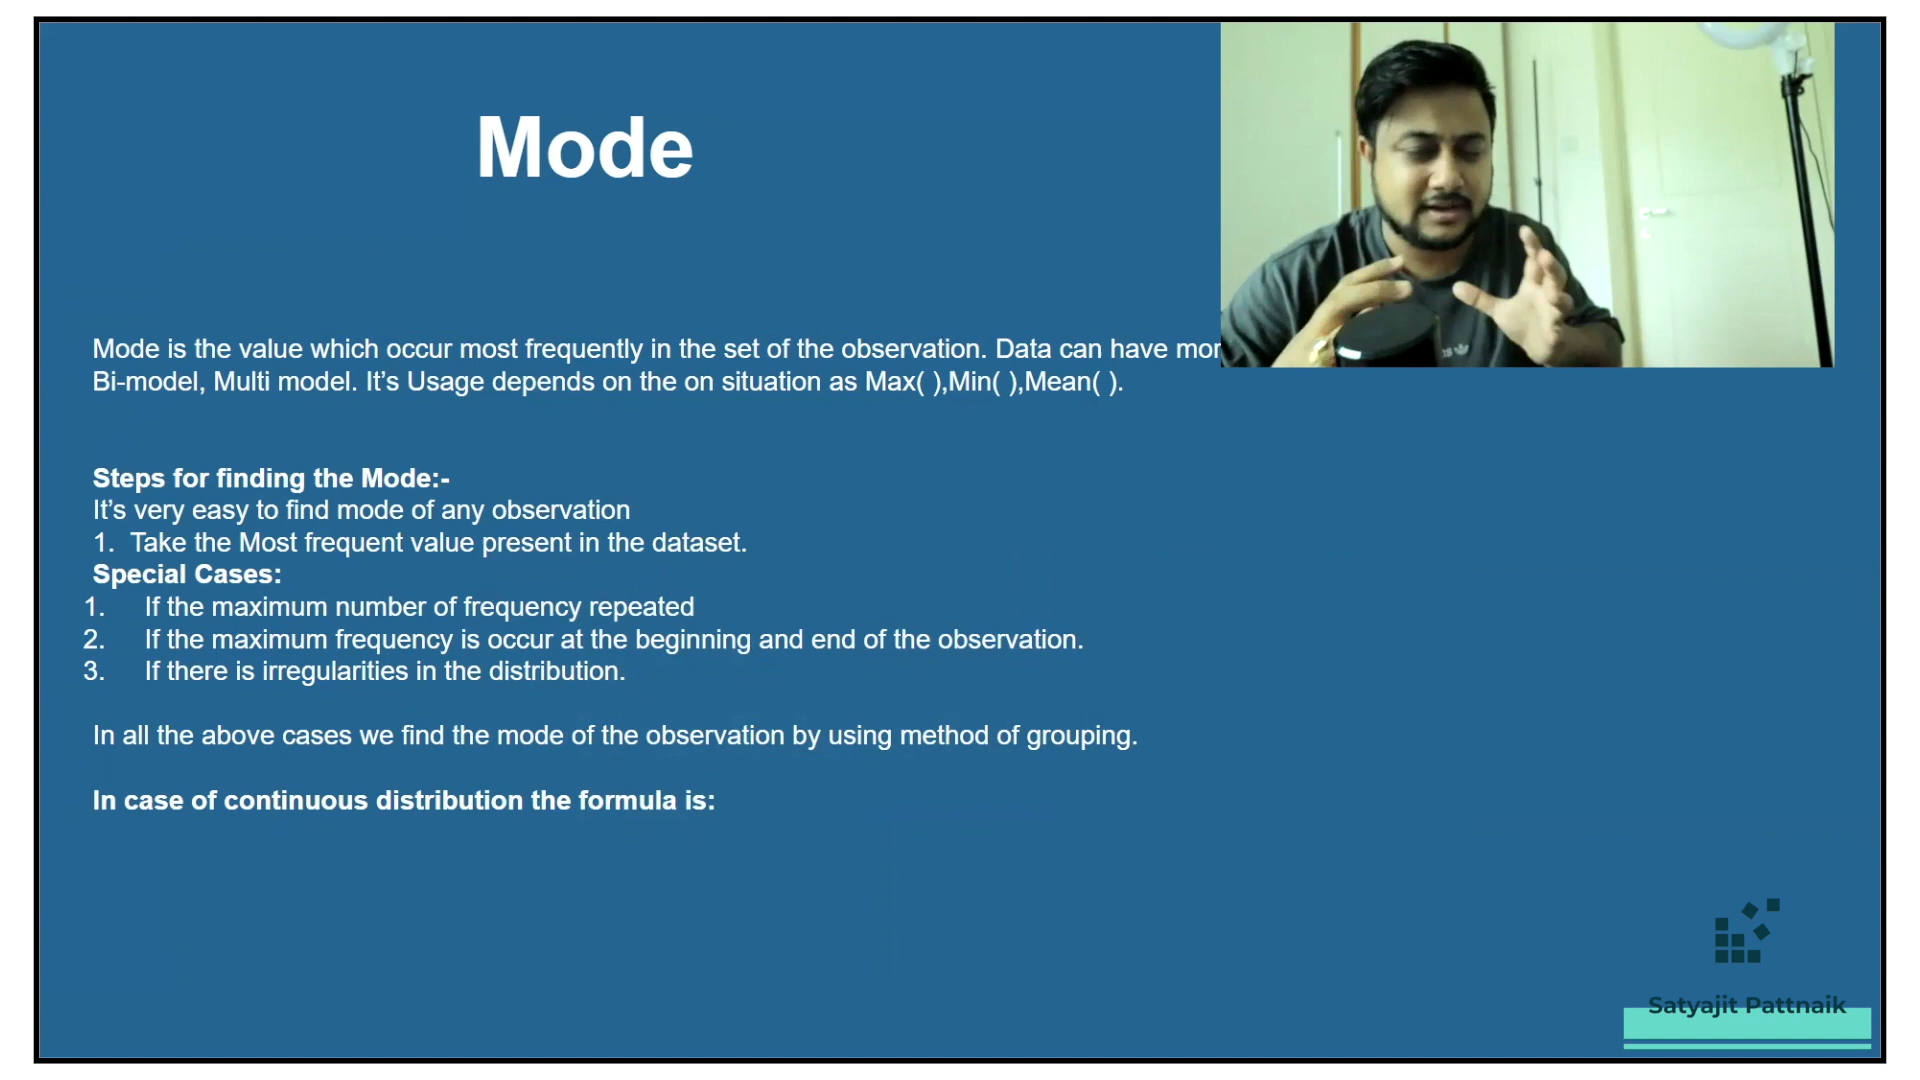 Mode
Mode is the value which occur most frequently in the set of the observation. Data can have
Bi-model, Multi model. It’s Usage depends on the on situation as Max( ),Min( ),Mean( ).
Steps for finding the Mode:-
It’s very easy to find mode of any observation
1. Take the Most frequent value present in the dataset.
Special Cases:
1. If the maximum number of frequency repeated
2. If the maximum frequency is occur at the beginning and end of the observation.
3. If there is irregularities in the distribution.
In all the above cases we find the mode of the observation by using method of grouping.
In case of continuous distribution the formula is:
Satyajit Pattnaik